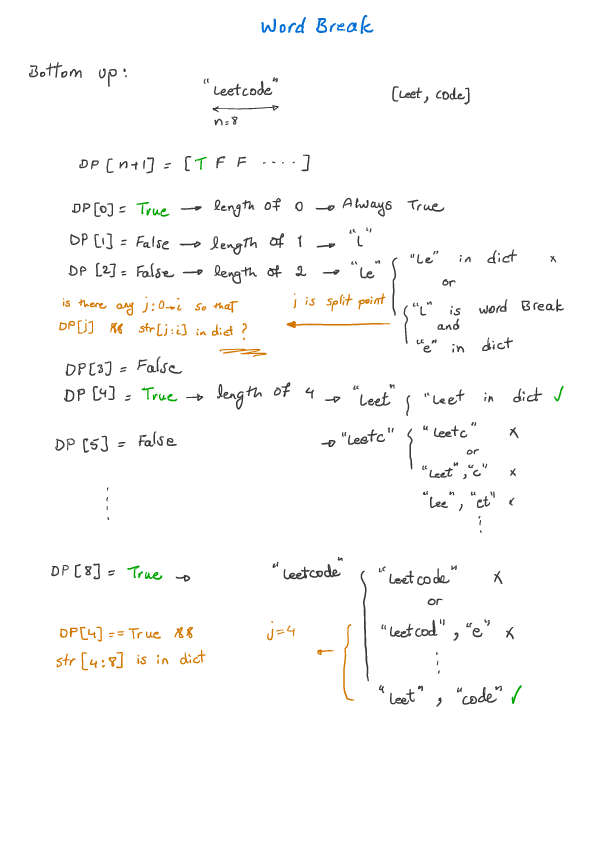 Word Break
Bottom up:
"Leetcode" [Leet, code]
n=8
DP[n+1] = [T F F ....]
DP[0] = True → length of 0 → Always True
DP[1] = False → length of 1 → "L"
DP[2] = False → length of 2 → "Le" { "Le" in dict x
or
is there any j:0→i so that j is split point { "L" is word Break
DP[j] && str[j:i] in dict? and
"e" in dict
DP[3] = False
DP[4] = True → length of 4 → "Leet" { "Leet in dict ✓
DP[5] = False → "Leetc" { "Leetc" x
or
"Leet", "c" x
"Lee", "et" x
DP[8] = True → "Leetcode" { "Leetcode" x
or
DP[4] == True && j=4 "Leetcod", "e" x
str[4:8] is in dict
"Leet", "code" ✓